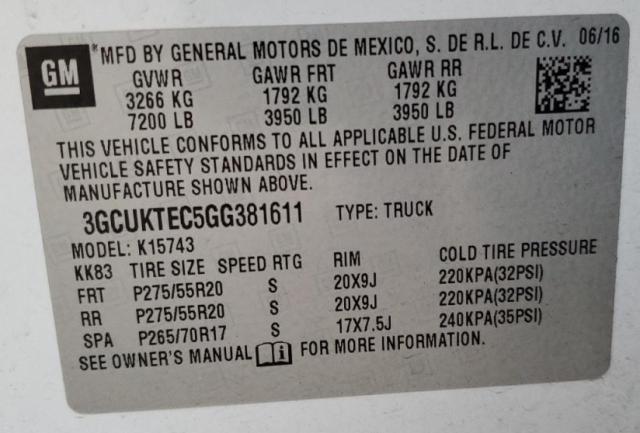 GM *MFD BY GENERAL MOTORS DE MEXICO, S. DE R.L. DE C.V. 06/16
GVWR GAWR FRT GAWR RR
3266 KG 1792 KG 1792 KG
7200 LB 3950 LB 3950 LB
THIS VEHICLE CONFORMS TO ALL APPLICABLE U.S. FEDERAL MOTOR
VEHICLE SAFETY STANDARDS IN EFFECT ON THE DATE OF
MANUFACTURE SHOWN ABOVE.
3GCUKTEC5GG381611 TYPE: TRUCK
MODEL: K15743
KK83 TIRE SIZE SPEED RTG RIM COLD TIRE PRESSURE
FRT P275/55R20 S 20X9J 220KPA(32PSI)
RR P275/55R20 S 20X9J 220KPA(32PSI)
SPA P265/70R17 S 17X7.5J 240KPA(35PSI)
SEE OWNER'S MANUAL i FOR MORE INFORMATION.